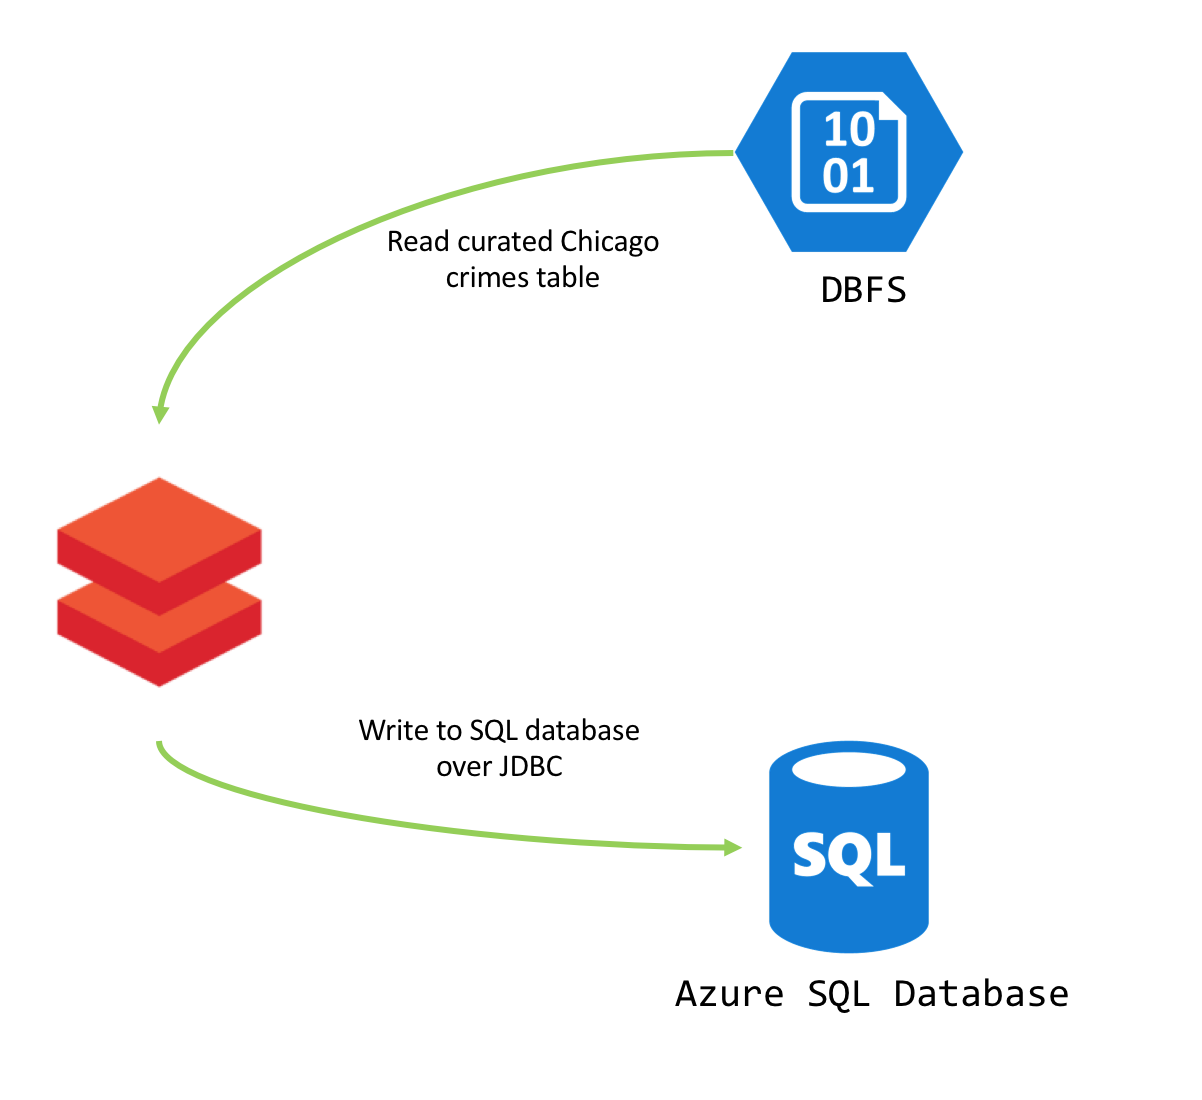 10
01
DBFS
Read curated Chicago
crimes table
Write to SQL database
over JDBC
SQL
Azure SQL Database